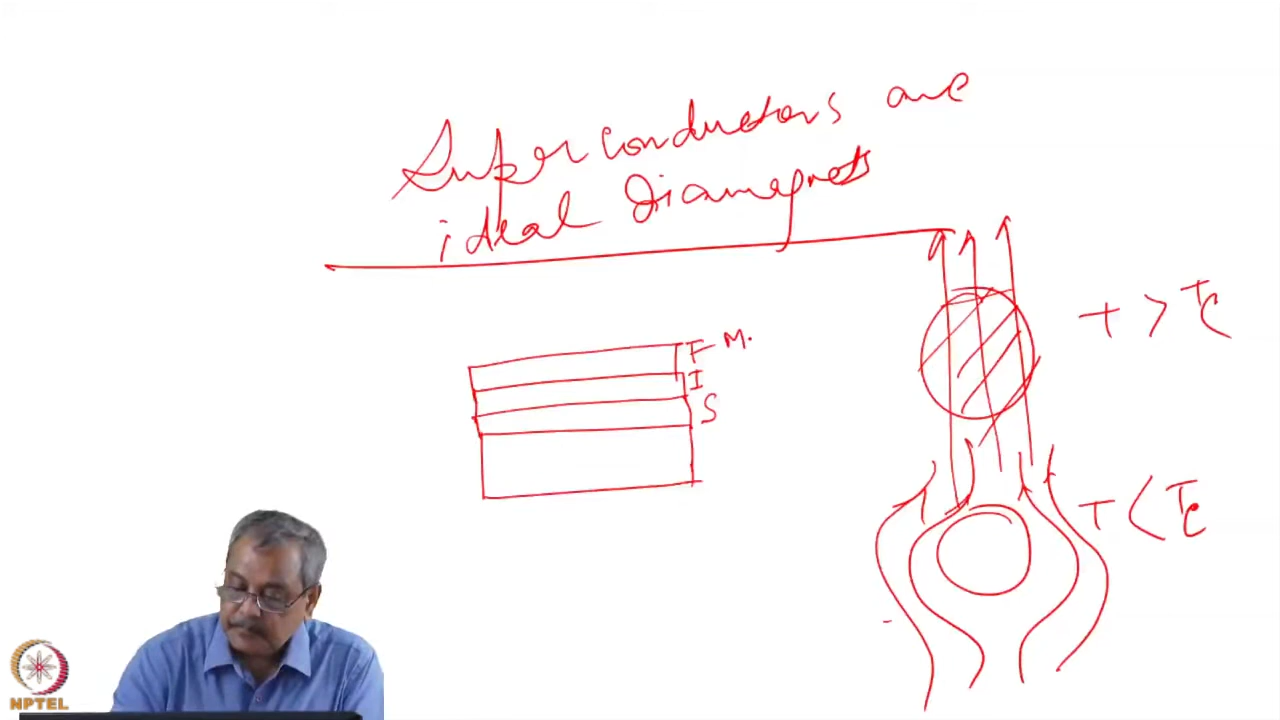 Superconductors are
ideal Diamagnets
F M.
I
S
T > Tc
T < Tc
NPTEL